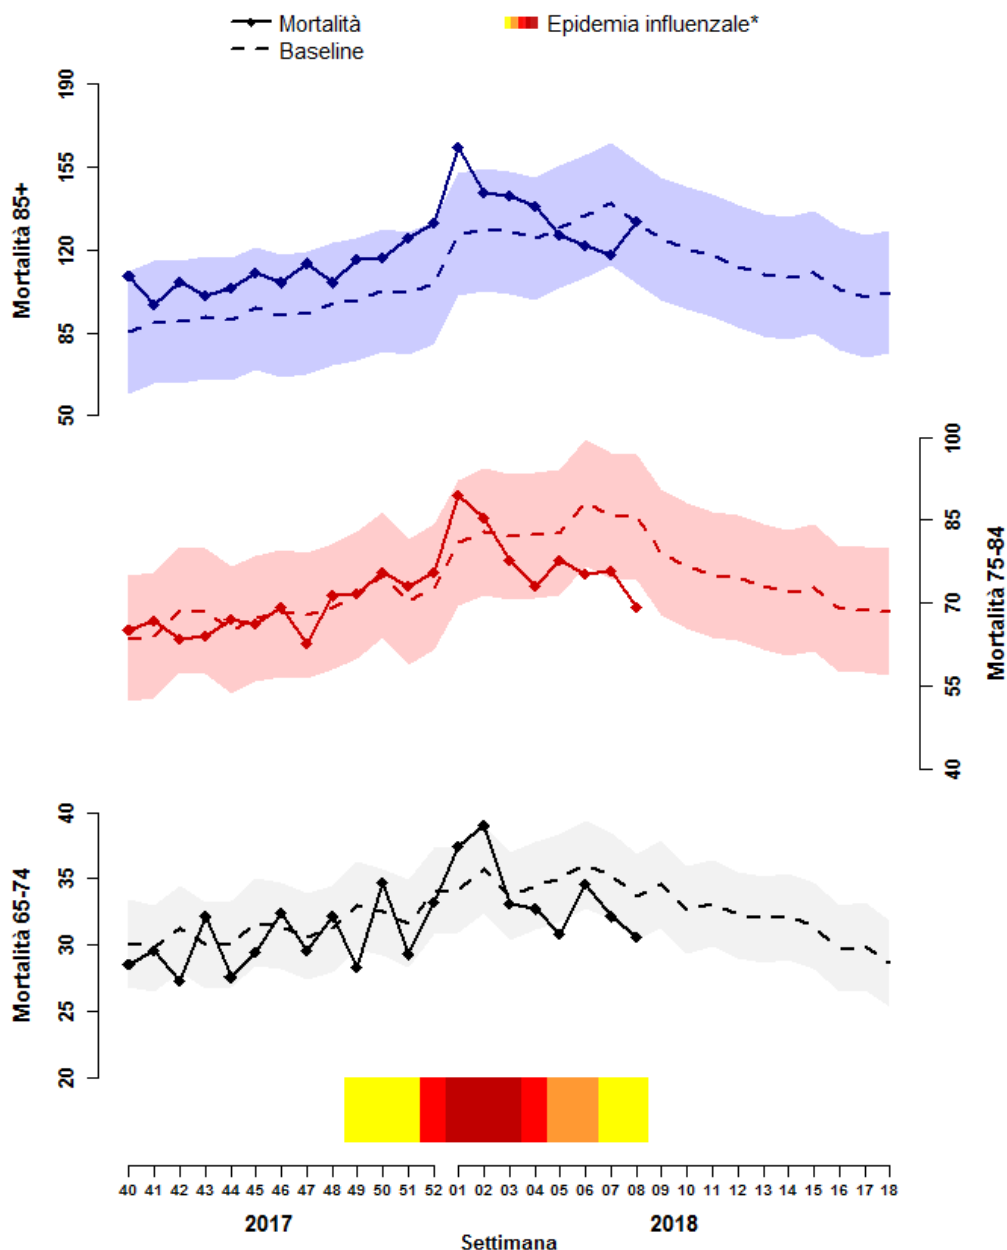 Mortalità
Baseline
Epidemia influenzale*
Mortalità 85+
190
155
120
85
50
Mortalità 75-84
100
85
70
55
40
Mortalità 65-74
40
35
30
25
20
40 41 42 43 44 45 46 47 48 49 50 51 52 01 02 03 04 05 06 07 08 09 10 11 12 13 14 15 16 17 18
2017 2018
Settimana